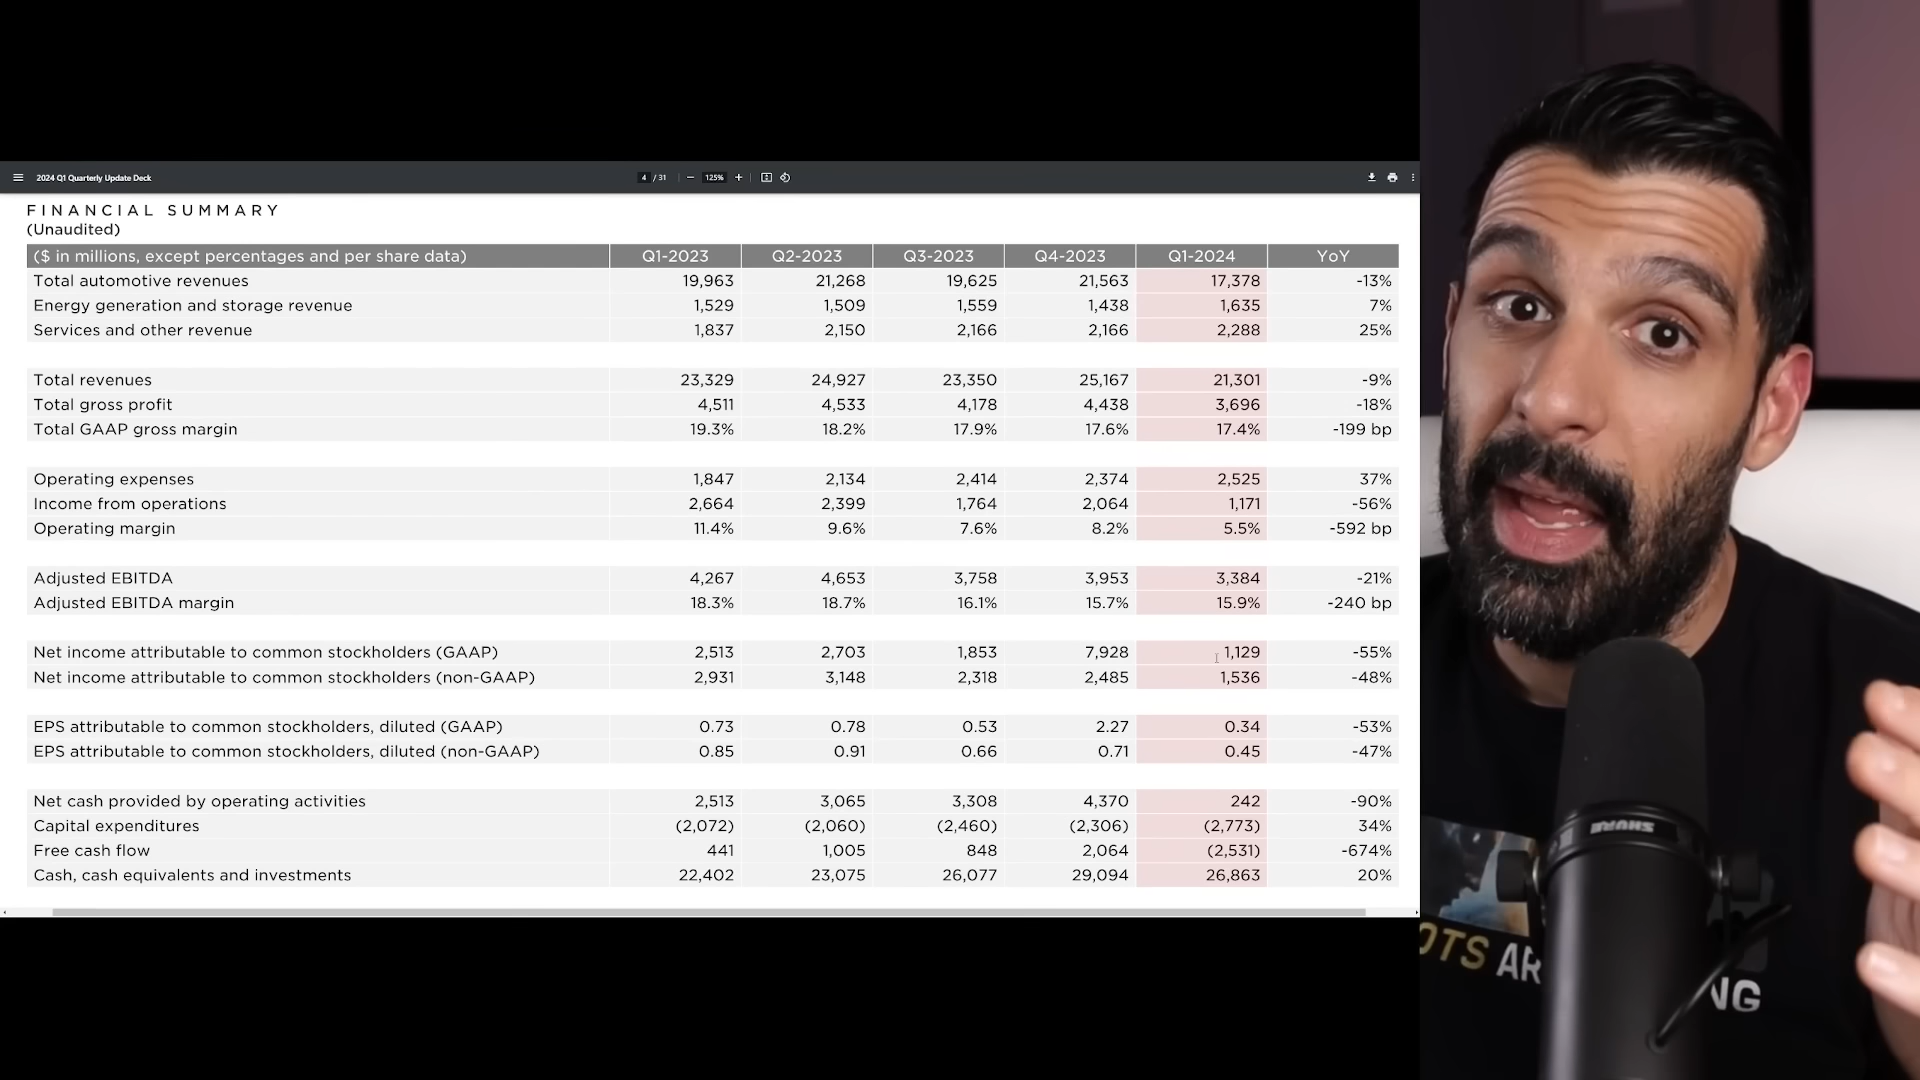 2024 Q1 Quarterly Update Deck 4 / 31 125%
FINANCIAL SUMMARY
(Unaudited)
($ in millions, except percentages and per share data) Q1-2023 Q2-2023 Q3-2023 Q4-2023 Q1-2024 YoY
Total automotive revenues 19,963 21,268 19,625 21,563 17,378 -13%
Energy generation and storage revenue 1,529 1,509 1,559 1,438 1,635 7%
Services and other revenue 1,837 2,150 2,166 2,166 2,288 25%
Total revenues 23,329 24,927 23,350 25,167 21,301 -9%
Total gross profit 4,511 4,533 4,178 4,438 3,696 -18%
Total GAAP gross margin 19.3% 18.2% 17.9% 17.6% 17.4% -199 bp
Operating expenses 1,847 2,134 2,414 2,374 2,525 37%
Income from operations 2,664 2,399 1,764 2,064 1,171 -56%
Operating margin 11.4% 9.6% 7.6% 8.2% 5.5% -592 bp
Adjusted EBITDA 4,267 4,653 3,758 3,953 3,384 -21%
Adjusted EBITDA margin 18.3% 18.7% 16.1% 15.7% 15.9% -240 bp
Net income attributable to common stockholders (GAAP) 2,513 2,703 1,853 7,928 1,129 -55%
Net income attributable to common stockholders (non-GAAP) 2,931 3,148 2,318 2,485 1,536 -48%
EPS attributable to common stockholders, diluted (GAAP) 0.73 0.78 0.53 2.27 0.34 -53%
EPS attributable to common stockholders, diluted (non-GAAP) 0.85 0.91 0.66 0.71 0.45 -47%
Net cash provided by operating activities 2,513 3,065 3,308 4,370 242 -90%
Capital expenditures (2,072) (2,060) (2,460) (2,306) (2,773) 34%
Free cash flow 441 1,005 848 2,064 (2,531) -674%
Cash, cash equivalents and investments 22,402 23,075 26,077 29,094 26,863 20%
SHURE
OTS AR
NG